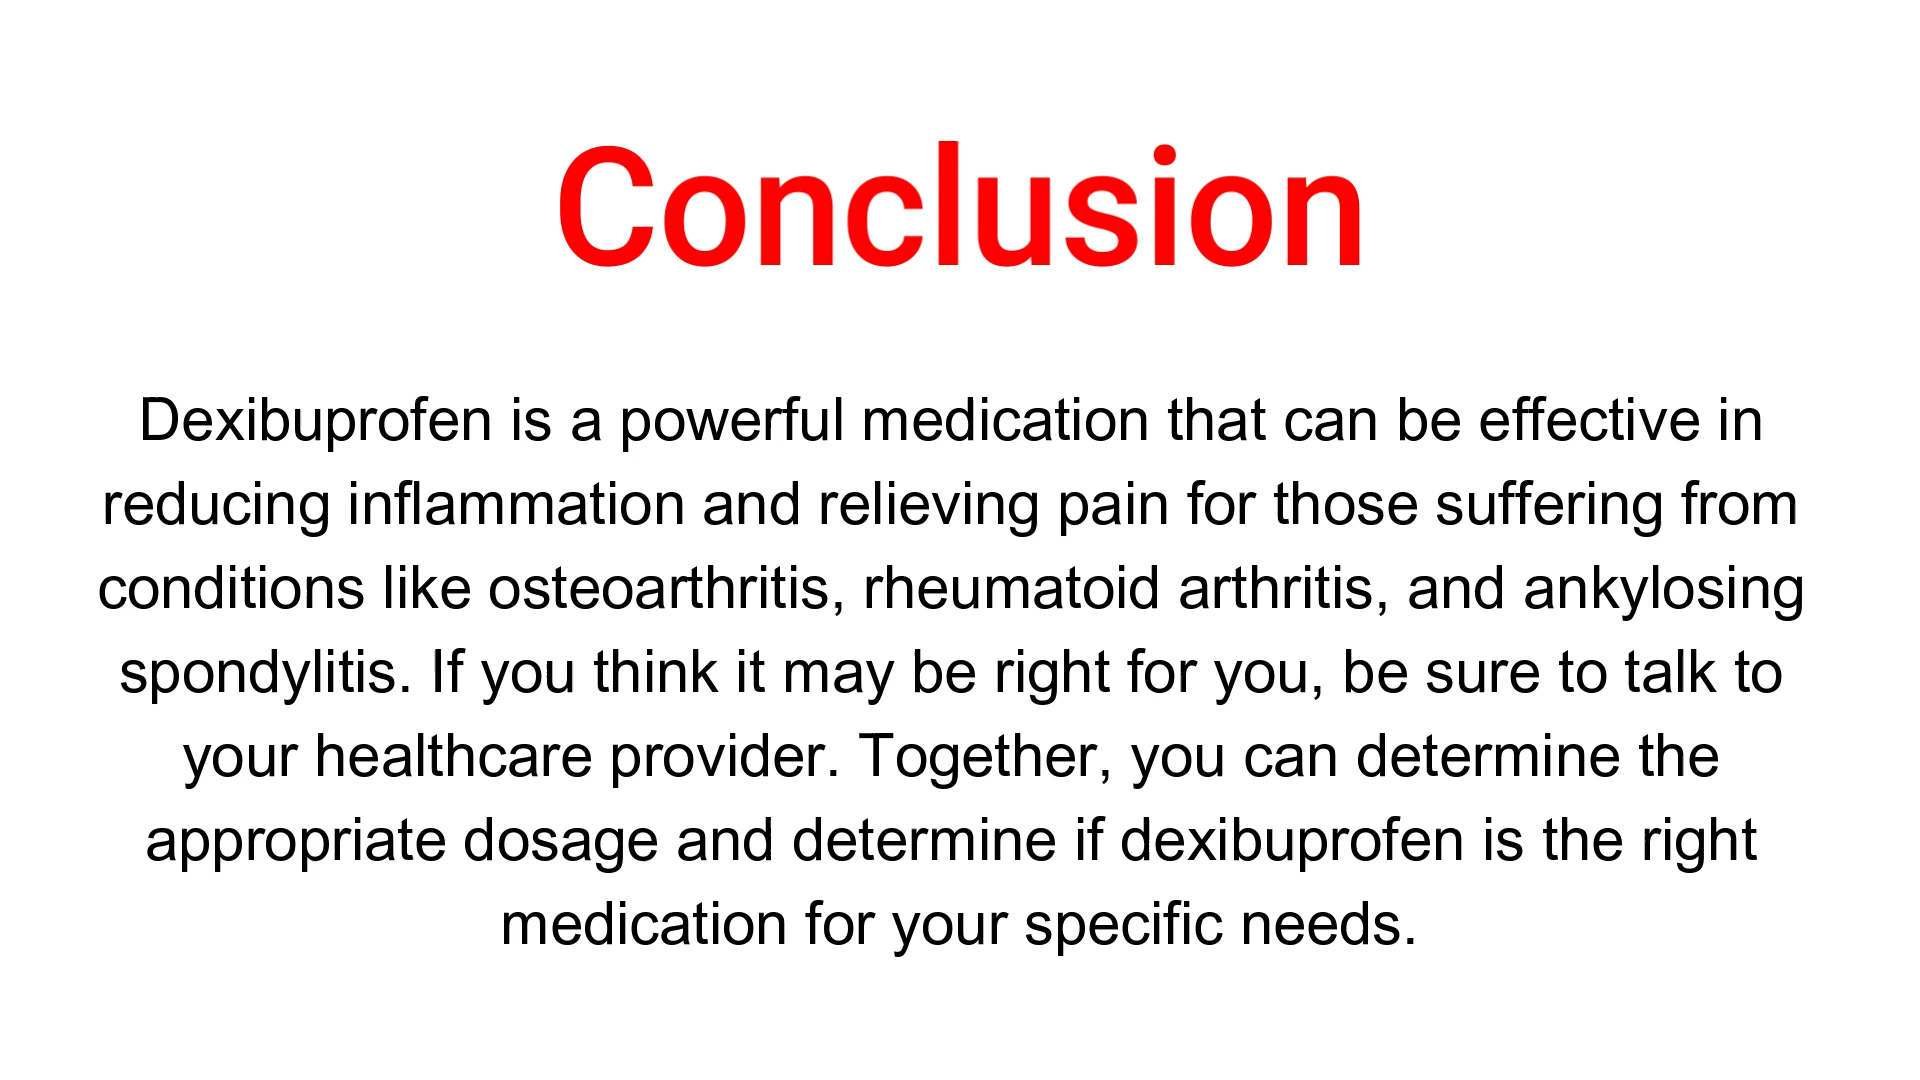 Conclusion
Dexibuprofen is a powerful medication that can be effective in
reducing inflammation and relieving pain for those suffering from
conditions like osteoarthritis, rheumatoid arthritis, and ankylosing
spondylitis. If you think it may be right for you, be sure to talk to
your healthcare provider. Together, you can determine the
appropriate dosage and determine if dexibuprofen is the right
medication for your specific needs.